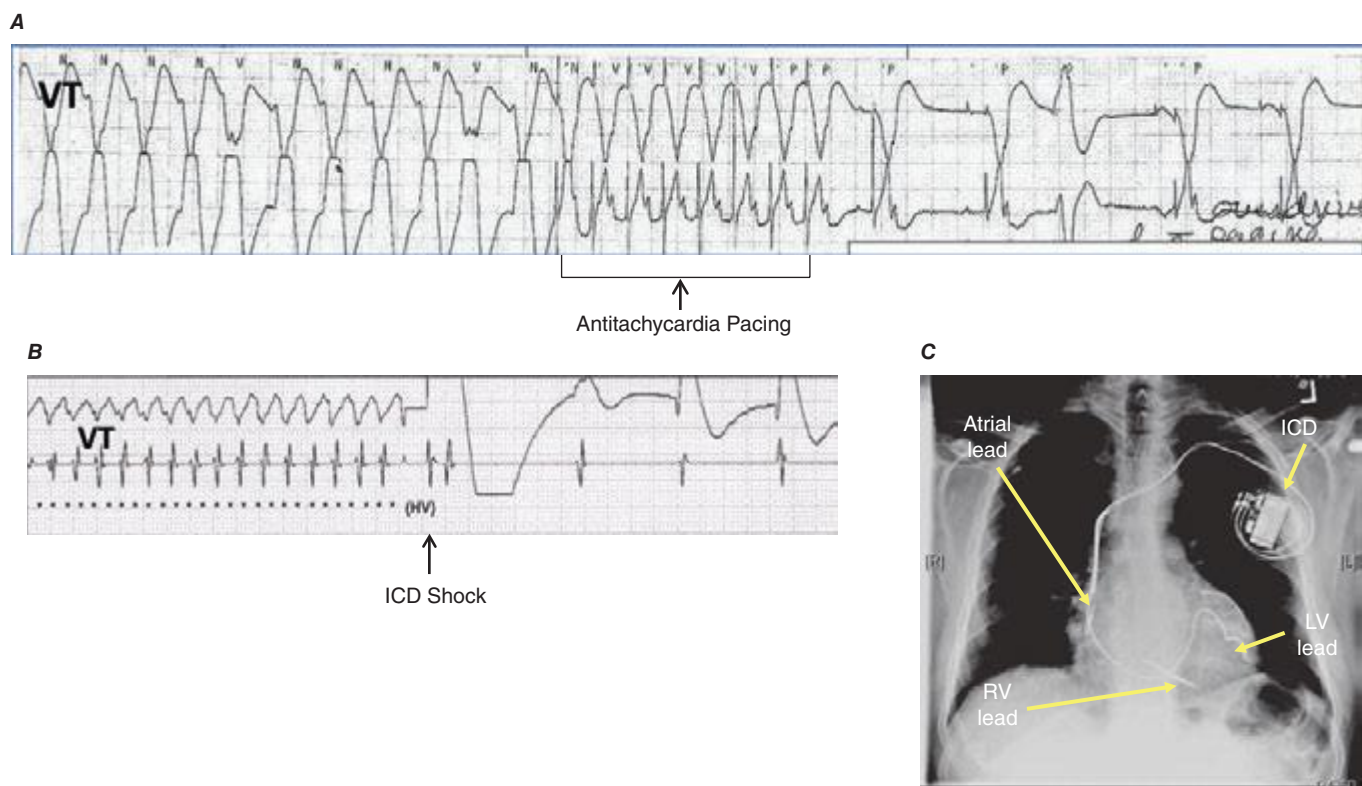 A
N N N N V N N N N V N N V V V V V P P P P P
VT
Antitachycardia Pacing
B
VT
(HV)
ICD Shock
C
Atrial
lead
ICD
[R]
[L]
LV
lead
RV
lead